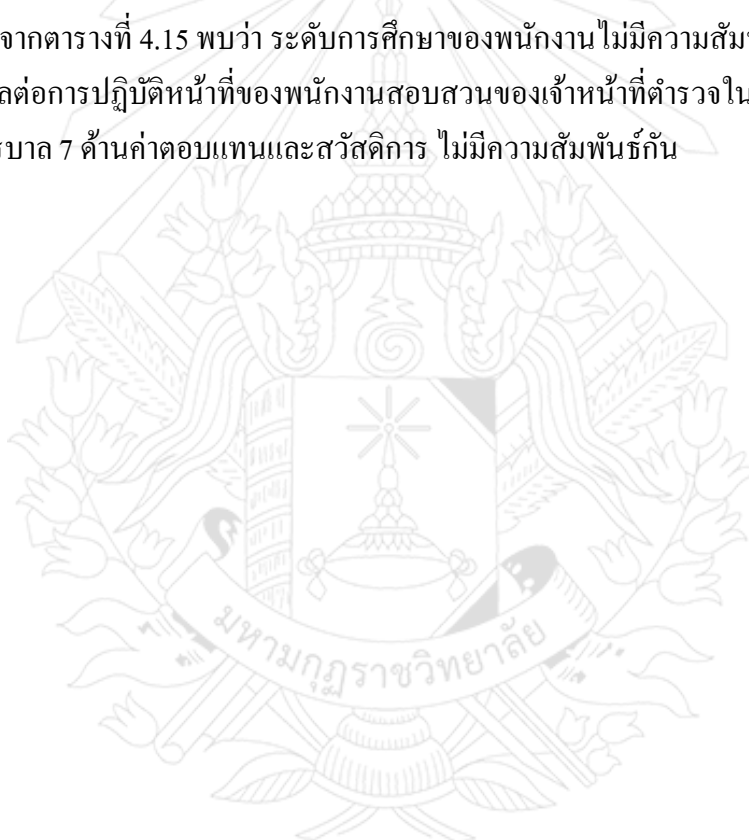 จากตารางที่ 4.15 พบว่า ระดับการศึกษาของพนักงานไม่มีความสัม
ต่อการปฏิบัติหน้าที่ของพนักงานสอบสวนของเจ้าหน้าที่ตำรวจใน
บาล 7 ด้านค่าตอบแทนและสวัสดิการ ไม่มีความสัมพันธ์กัน
มหามกุฏราชวิทยาลัย